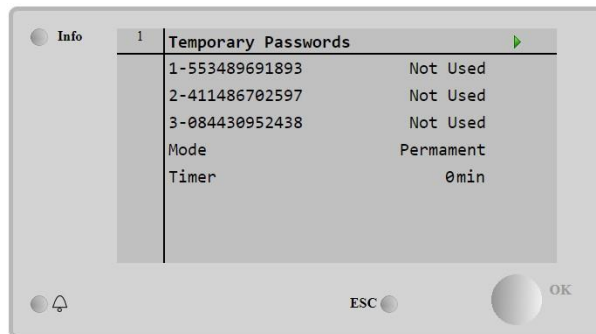 Info
1 Temporary Passwords
1-553489691893 Not Used
2-411486702597 Not Used
3-084430952438 Not Used
Mode Permament
Timer 0min
ESC
OK